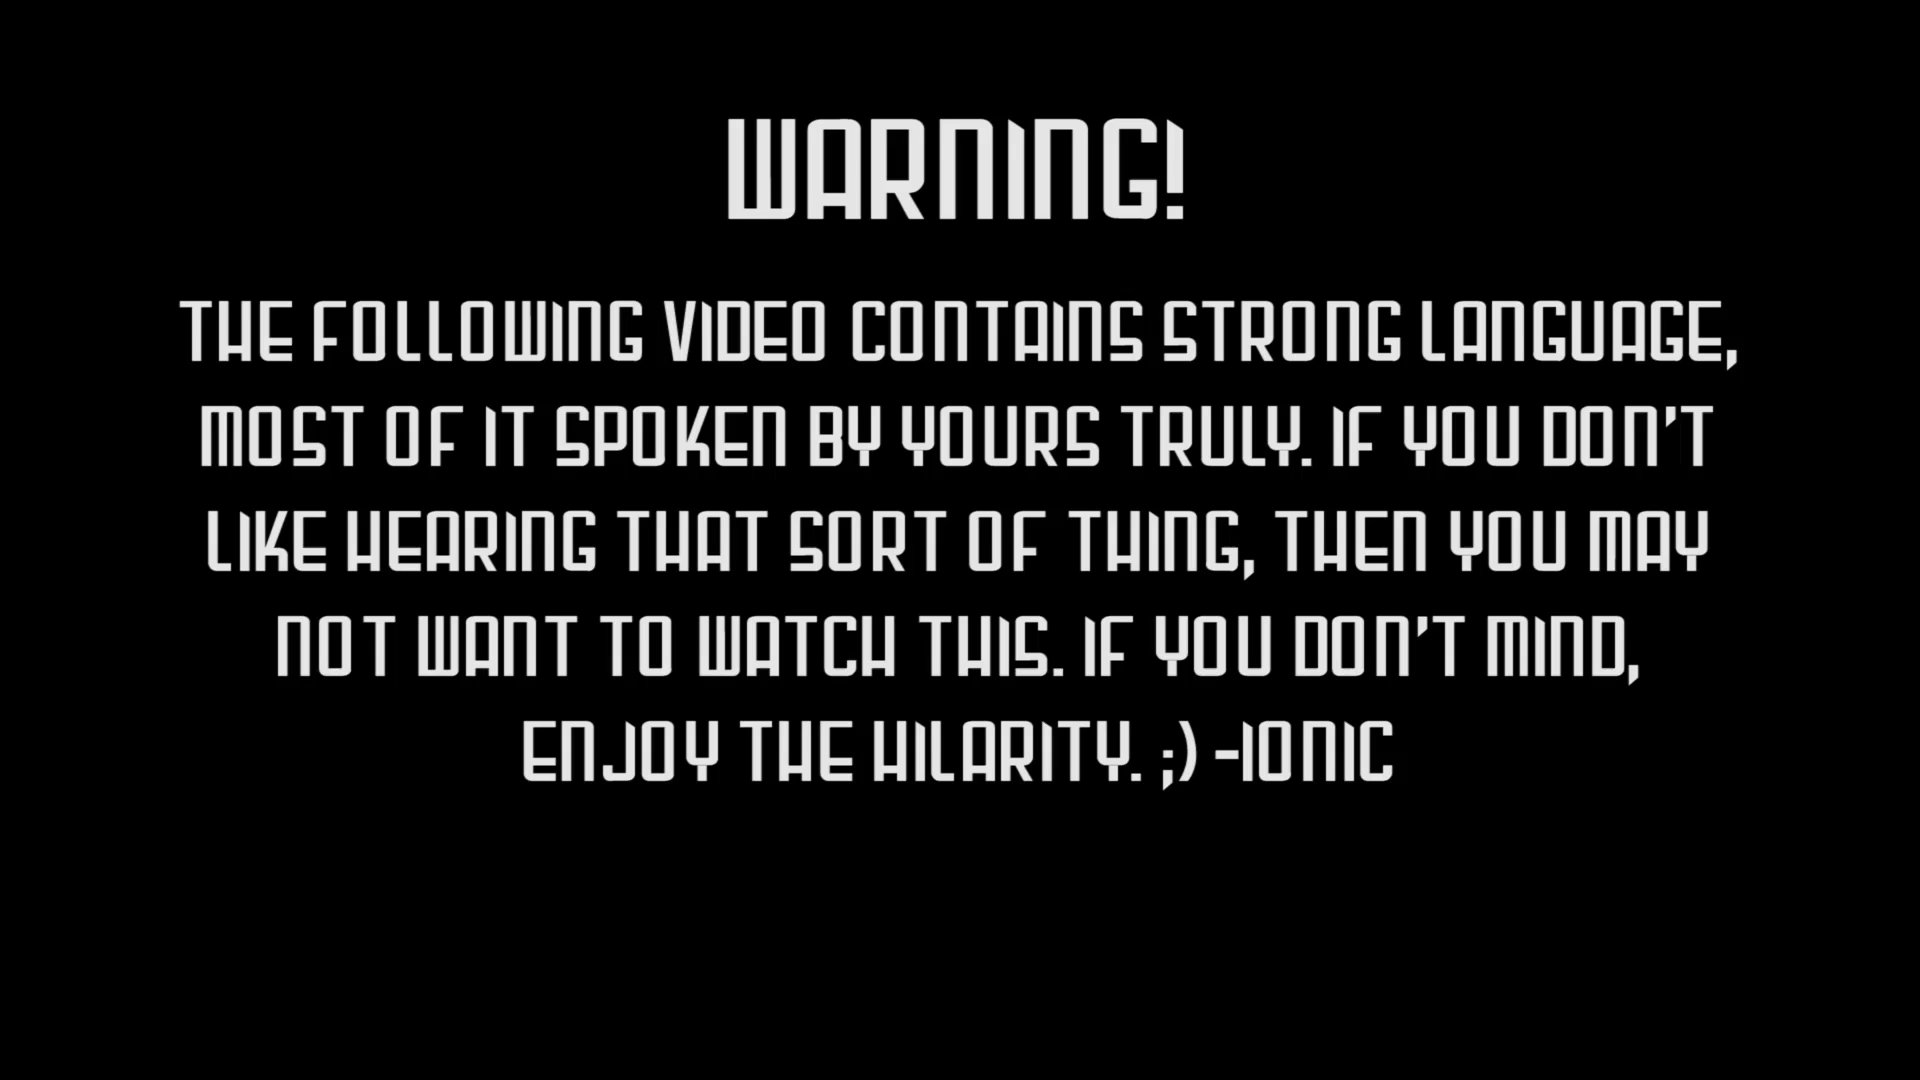 WARNING!
THE FOLLOWING VIDEO CONTAINS STRONG LANGUAGE,
MOST OF IT SPOKEN BY YOURS TRULY. IF YOU DON'T
LIKE HEARING THAT SORT OF THING, THEN YOU MAY
NOT WANT TO WATCH THIS. IF YOU DON'T MIND,
ENJOY THE HILARITY. ;) -IONIC